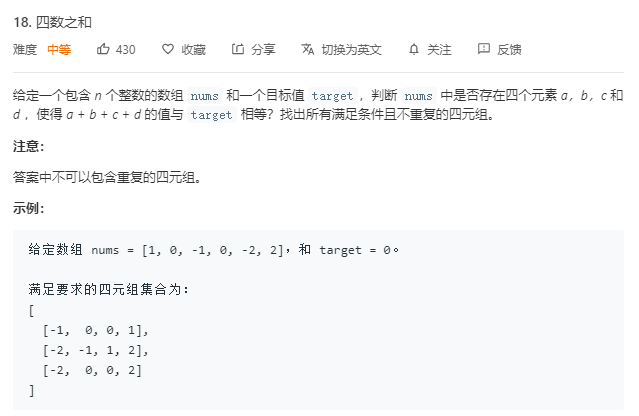 18. 四数之和
难度 中等 430 收藏 分享 切换为英文 关注 反馈
给定一个包含 n 个整数的数组 nums 和一个目标值 target，判断 nums 中是否存在四个元素 a，b，c 和
d ，使得 a + b + c + d 的值与 target 相等？找出所有满足条件且不重复的四元组。
注意：
答案中不可以包含重复的四元组。
示例：
给定数组 nums = [1, 0, -1, 0, -2, 2]，和 target = 0。
满足要求的四元组集合为：
[
[-1, 0, 0, 1],
[-2, -1, 1, 2],
[-2, 0, 0, 2]
]